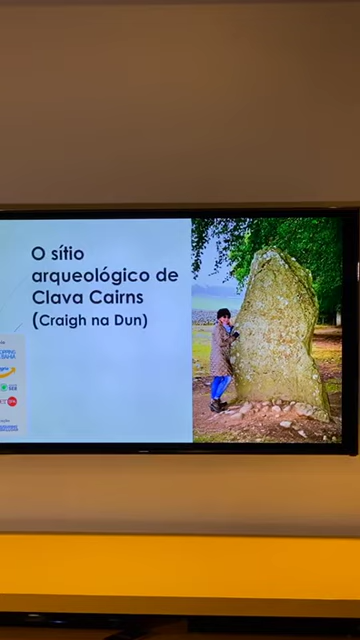 O sítio
arqueológico de
Clava Cairns
(Craigh na Dun)